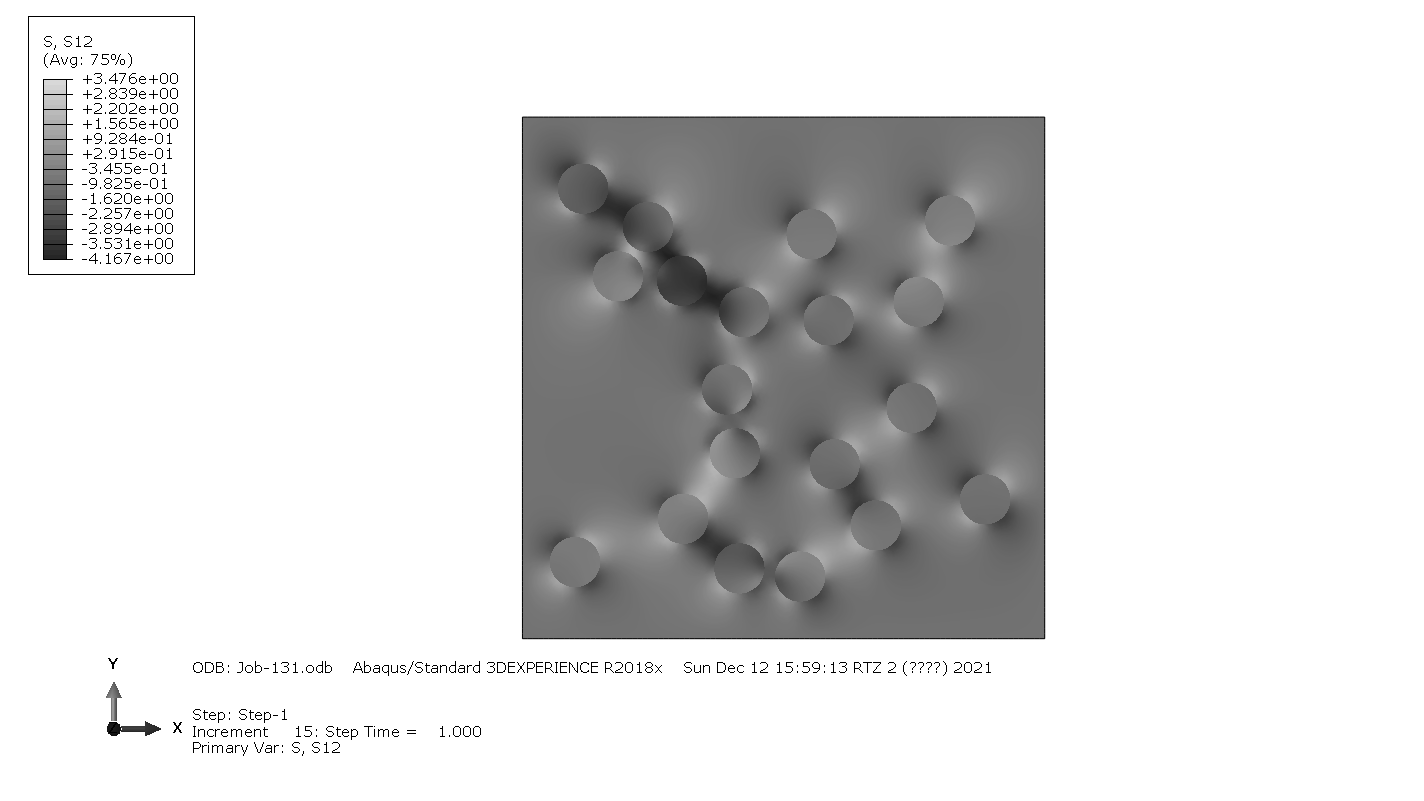 S, S12
(Avg: 75%)
+3.476e+00
+2.839e+00
+2.202e+00
+1.565e+00
+9.284e-01
+2.915e-01
-3.455e-01
-9.825e-01
-1.620e+00
-2.257e+00
-2.894e+00
-3.531e+00
-4.167e+00
Y
X
ODB: Job-131.odb    Abaqus/Standard 3DEXPERIENCE R2018x    Sun Dec 12 15:59:13 RTZ 2 (????) 2021
Step: Step-1
Increment    15: Step Time =    1.000
Primary Var: S, S12